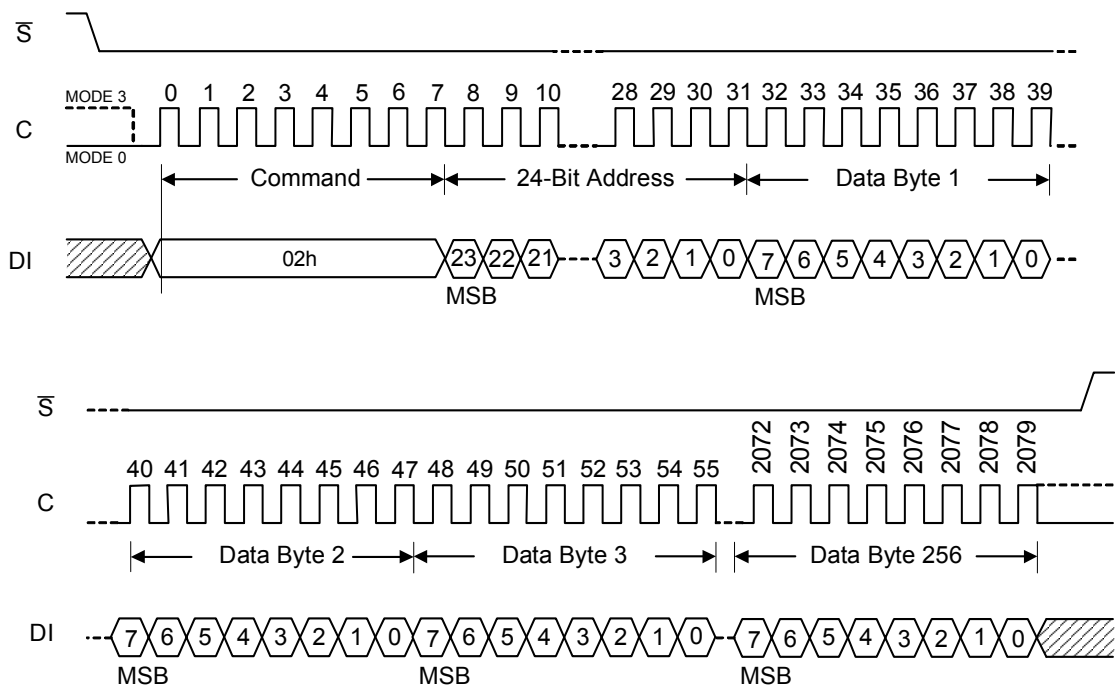 S̅
MODE 3
0 1 2 3 4 5 6 7 8 9 10 28 29 30 31 32 33 34 35 36 37 38 39
C
MODE 0
Command 24-Bit Address Data Byte 1
DI 02h 23 22 21 3 2 1 0 7 6 5 4 3 2 1 0
MSB MSB
S̅
40 41 42 43 44 45 46 47 48 49 50 51 52 53 54 55 2072 2073 2074 2075 2076 2077 2078 2079
C
Data Byte 2 Data Byte 3 Data Byte 256
DI 7 6 5 4 3 2 1 0 7 6 5 4 3 2 1 0 7 6 5 4 3 2 1 0
MSB MSB MSB